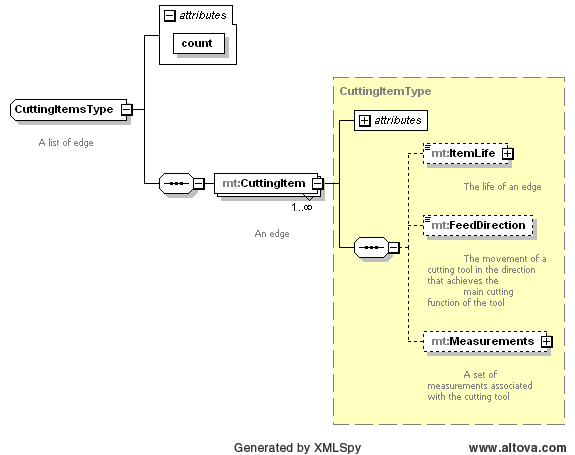 attributes
count
CuttingItemsType
A list of edge
mt:CuttingItem
1..∞
An edge
CuttingItemType
attributes
mt:ItemLife
The life of an edge
mt:FeedDirection
The movement of a
cutting tool in the direction
that achieves the
main cutting
function of the tool
mt:Measurements
A set of
measurements associated
with the cutting tool
Generated by XMLSpy
www.altova.com